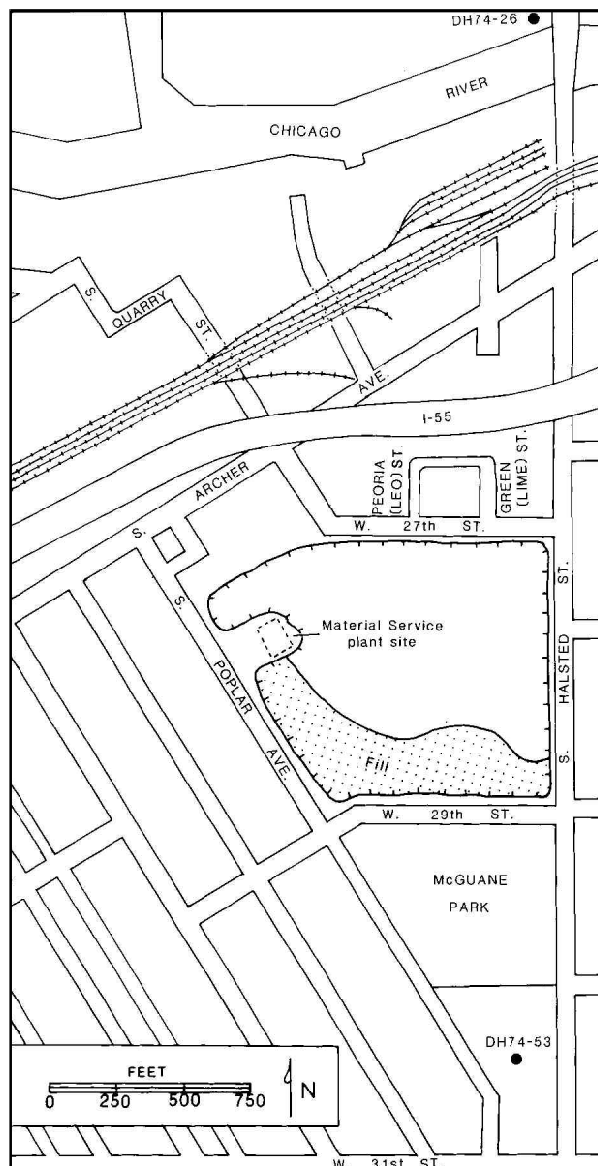 DH74-26
RIVER
CHICAGO
S.
QUARRY
ST.
AVE.
I-55
ARCHER
S.
PEORIA
(LEO) ST.
GREEN
(LIME) ST.
W. 27th ST.
HALSTED
ST.
S.
Material Service
plant site
S.
POPLAR
AVE.
Fill
W. 29th ST.
McGUANE
PARK
DH74-53
FEET
0 250 500 750
N
W. 31st ST.